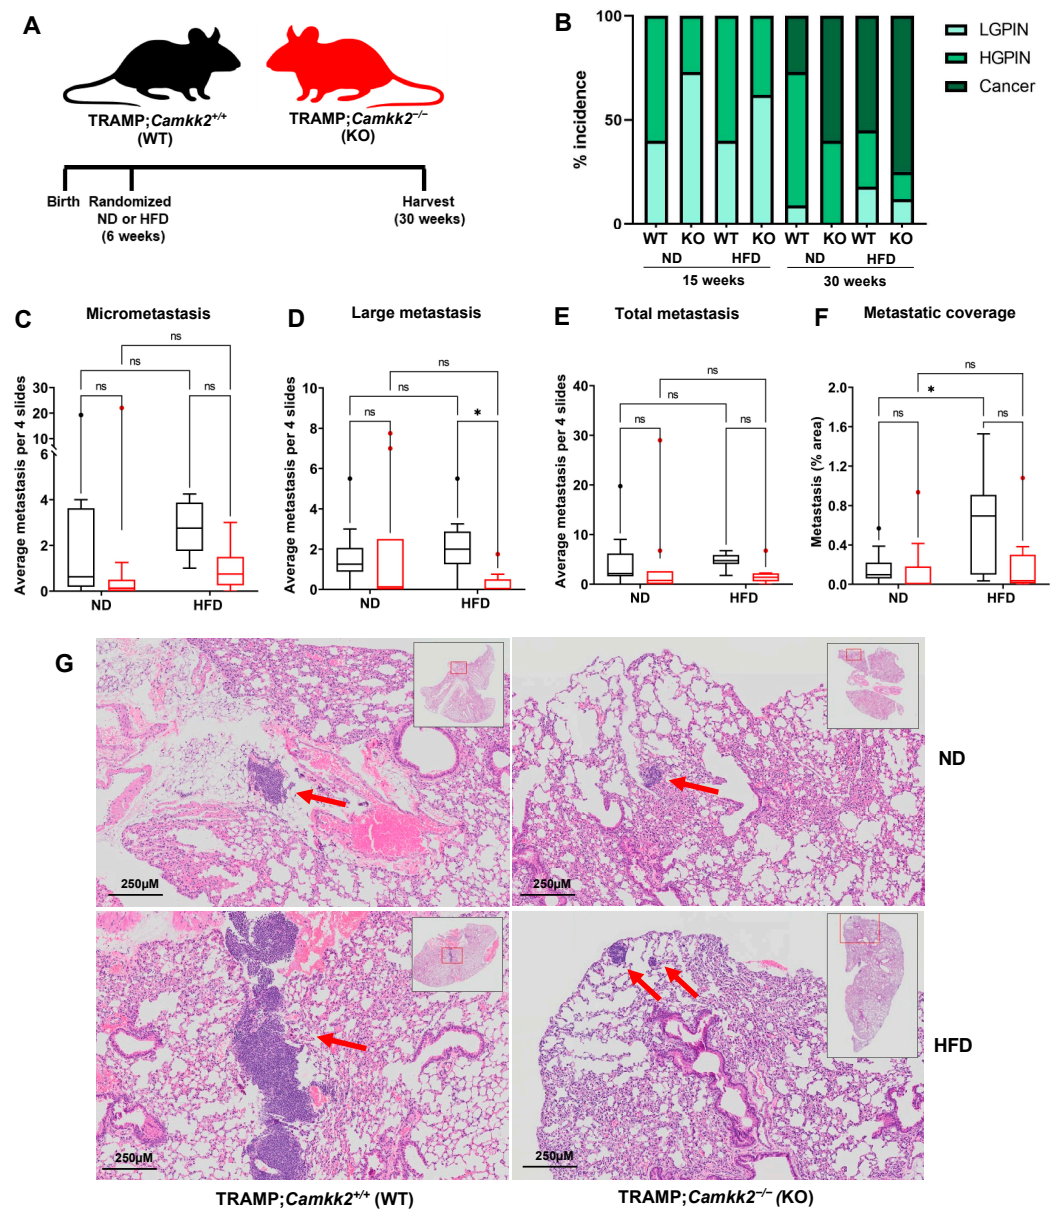 A
TRAMP;Camkk2+/+
(WT)
TRAMP;Camkk2−/−
(KO)
Birth
Randomized
ND or HFD
(6 weeks)
Harvest
(30 weeks)
B
% incidence
100
50
0
WT KO WT KO WT KO WT KO
ND HFD ND HFD
15 weeks 30 weeks
LGPIN
HGPIN
Cancer
C
Micrometastasis
Average metastasis per 4 slides
30
20
10
6
4
2
0
ns
ns
ns
ns
ND HFD
D
Large metastasis
Average metastasis per 4 slides
10
8
6
4
2
0
ns
ns
ns
*
ND HFD
E
Total metastasis
Average metastasis per 4 slides
40
30
20
10
0
ns
ns
ns
ns
ND HFD
F
Metastatic coverage
Metastasis (% area)
2.0
1.6
1.2
0.8
0.4
0.0
ns
*
ns
ns
ND HFD
G
250µM
250µM
ND
250µM
250µM
HFD
TRAMP;Camkk2+/+ (WT)
TRAMP;Camkk2−/− (KO)